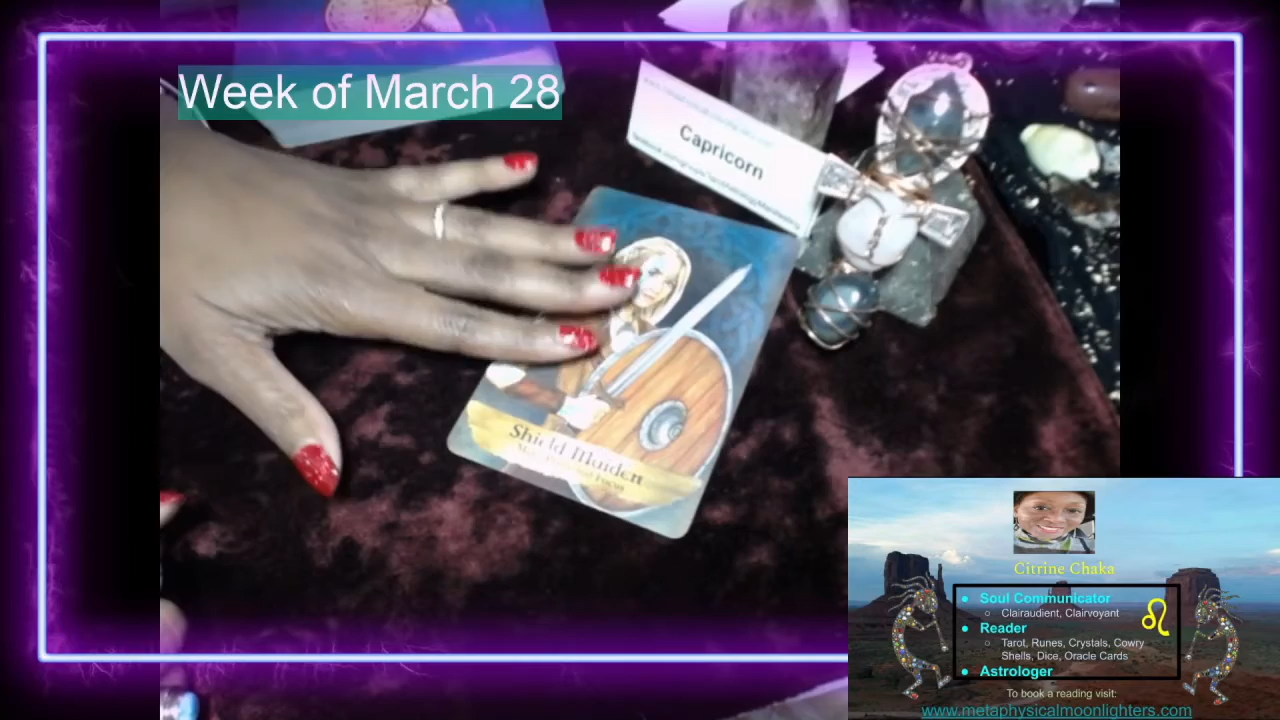 Week of March 28
Capricorn
Shield Maiden
Citrine Chaka
Soul Communicator
Clairaudient, Clairvoyant
Reader
Tarot, Runes, Crystals, Cowry
Shells, Dice, Oracle Cards
Astrologer
To book a reading visit:
www.metaphysicalmoonlighters.com